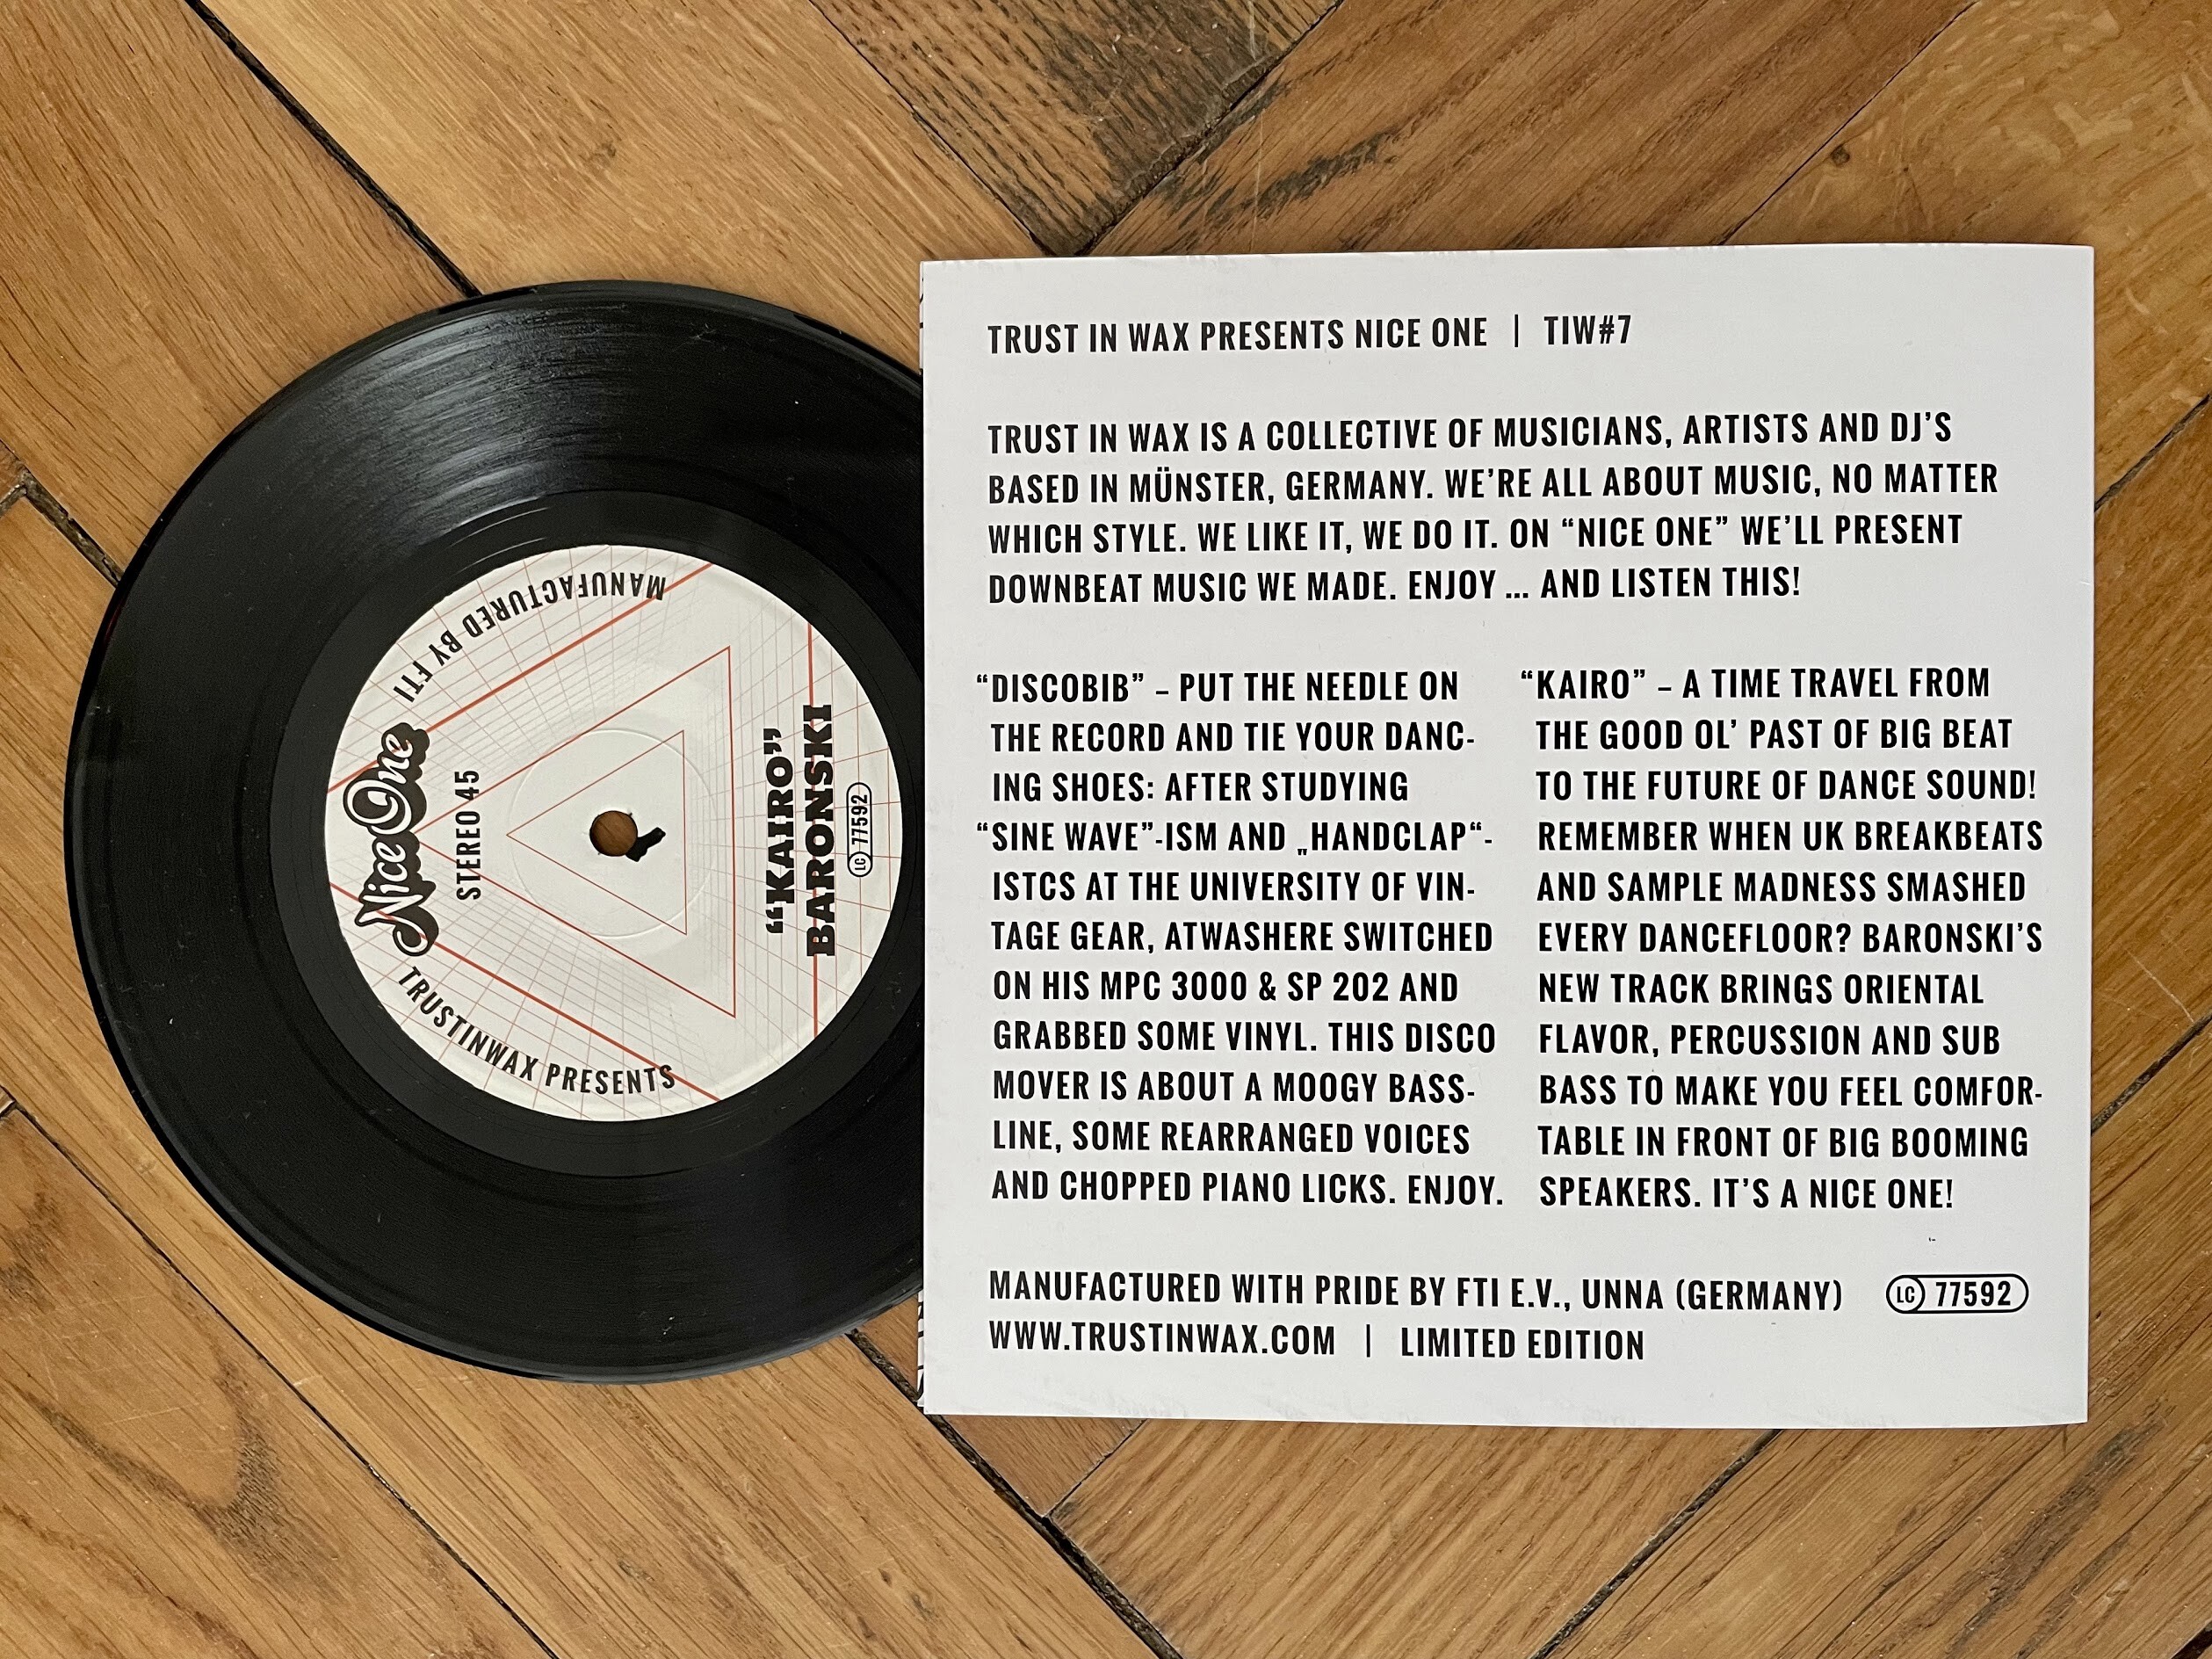 MANUFACTURED BY FTI
Nice One
TRUSTINWAX PRESENTS
STEREO 45
“KAIRO”
BARONSKI
LC 77592
TRUST IN WAX PRESENTS NICE ONE | TIW#7
TRUST IN WAX IS A COLLECTIVE OF MUSICIANS, ARTISTS AND DJ’S
BASED IN MÜNSTER, GERMANY. WE’RE ALL ABOUT MUSIC, NO MATTER
WHICH STYLE. WE LIKE IT, WE DO IT. ON “NICE ONE” WE’LL PRESENT
DOWNBEAT MUSIC WE MADE. ENJOY ... AND LISTEN THIS!
“DISCOBIB” – PUT THE NEEDLE ON
THE RECORD AND TIE YOUR DANC-
ING SHOES: AFTER STUDYING
“SINE WAVE”-ISM AND „HANDCLAP“-
ISTCS AT THE UNIVERSITY OF VIN-
TAGE GEAR, ATWASHERE SWITCHED
ON HIS MPC 3000 & SP 202 AND
GRABBED SOME VINYL. THIS DISCO
MOVER IS ABOUT A MOOGY BASS-
LINE, SOME REARRANGED VOICES
AND CHOPPED PIANO LICKS. ENJOY.
“KAIRO” – A TIME TRAVEL FROM
THE GOOD OL’ PAST OF BIG BEAT
TO THE FUTURE OF DANCE SOUND!
REMEMBER WHEN UK BREAKBEATS
AND SAMPLE MADNESS SMASHED
EVERY DANCEFLOOR? BARONSKI’S
NEW TRACK BRINGS ORIENTAL
FLAVOR, PERCUSSION AND SUB
BASS TO MAKE YOU FEEL COMFOR-
TABLE IN FRONT OF BIG BOOMING
SPEAKERS. IT’S A NICE ONE!
MANUFACTURED WITH PRIDE BY FTI E.V., UNNA (GERMANY) LC 77592
WWW.TRUSTINWAX.COM | LIMITED EDITION